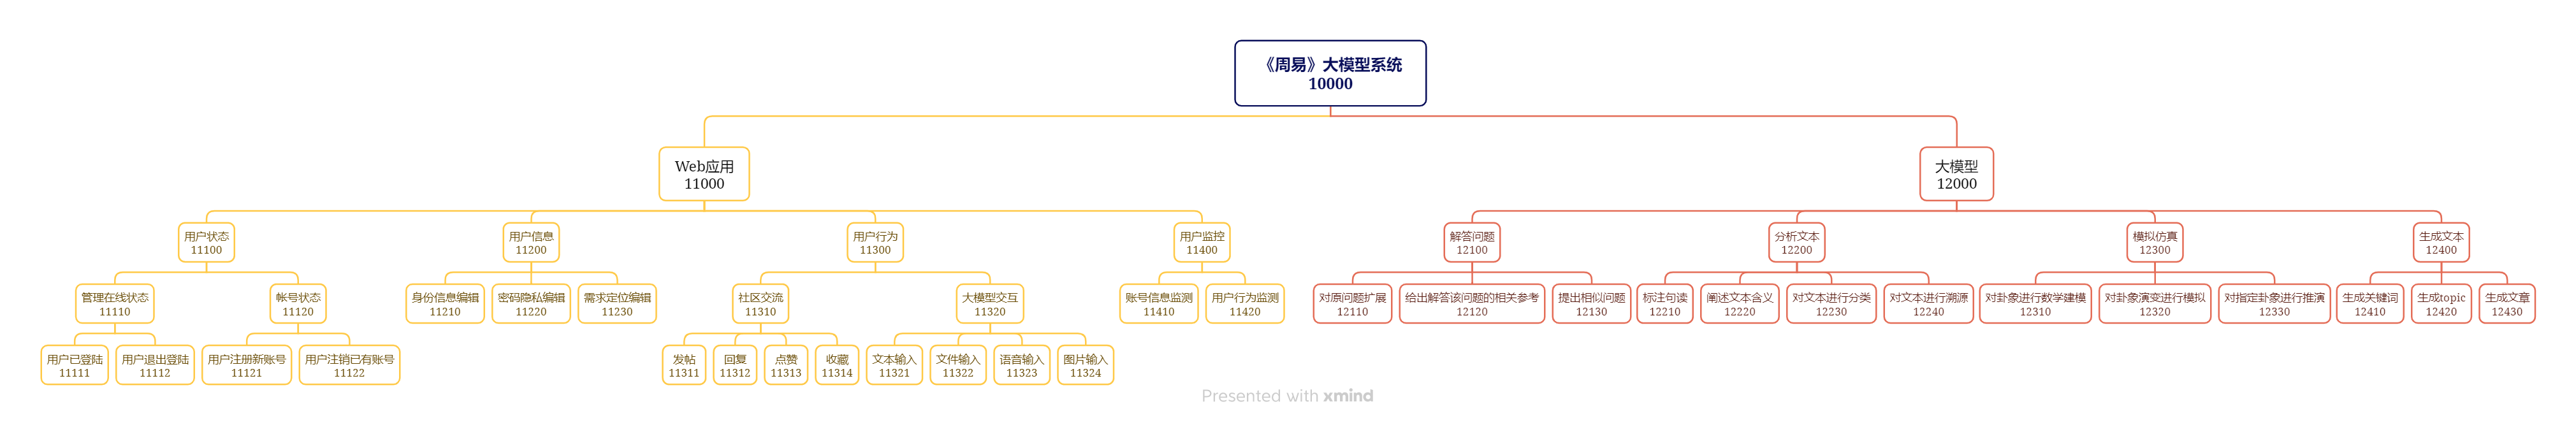 《周易》大模型系统
10000
Web应用
11000
大模型
12000
用户状态
11100
用户信息
11200
用户行为
11300
用户监控
11400
解答问题
12100
分析文本
12200
模拟仿真
12300
生成文本
12400
管理在线状态
11110
帐号状态
11120
身份信息编辑
11210
密码隐私编辑
11220
需求定位编辑
11230
社区交流
11310
大模型交互
11320
账号信息监测
11410
用户行为监测
11420
对原问题扩展
12110
给出解答该问题的相关参考
12120
提出相似问题
12130
标注句读
12210
阐述文本含义
12220
对文本进行分类
12230
对文本进行溯源
12240
对卦象进行数学建模
12310
对卦象演变进行模拟
12320
对指定卦象进行推演
12330
生成关键词
12410
生成topic
12420
生成文章
12430
用户已登陆
11111
用户退出登陆
11112
用户注册新账号
11121
用户注销已有账号
11122
发帖
11311
回复
11312
点赞
11313
收藏
11314
文本输入
11321
文件输入
11322
语音输入
11323
图片输入
11324
Presented with xmind